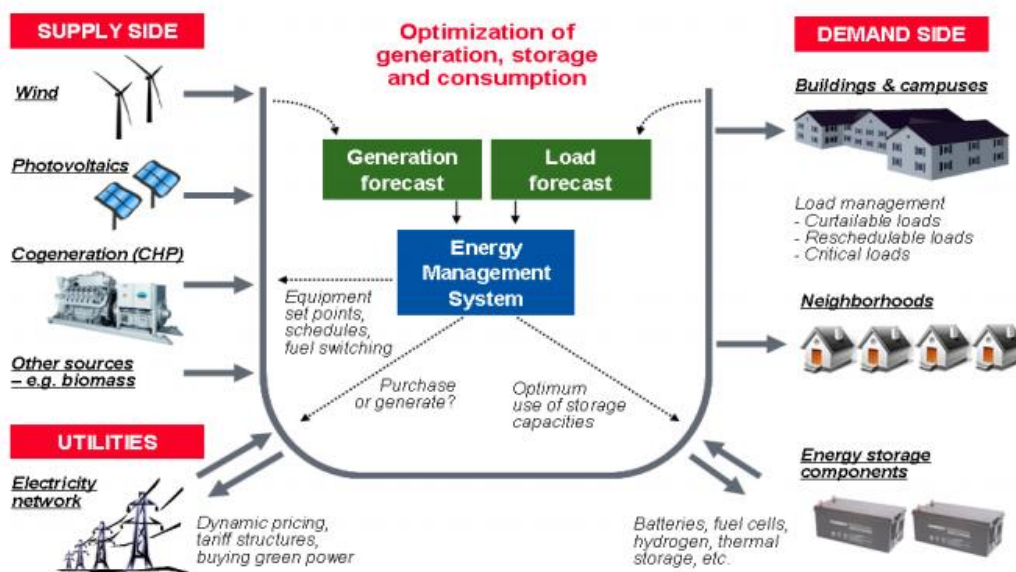 SUPPLY SIDE
Wind
Photovoltaics
Cogeneration (CHP)
Other sources
– e.g. biomass
UTILITIES
Electricity
network
Dynamic pricing,
tariff structures,
buying green power
Optimization of
generation, storage
and consumption
Generation
forecast
Load
forecast
Energy
Management
System
Equipment
set points,
schedules,
fuel switching
Purchase
or generate?
Optimum
use of storage
capacities
DEMAND SIDE
Buildings & campuses
Load management
- Curtailable loads
- Reschedulable loads
- Critical loads
Neighborhoods
Energy storage
components
Batteries, fuel cells,
hydrogen, thermal
storage, etc.